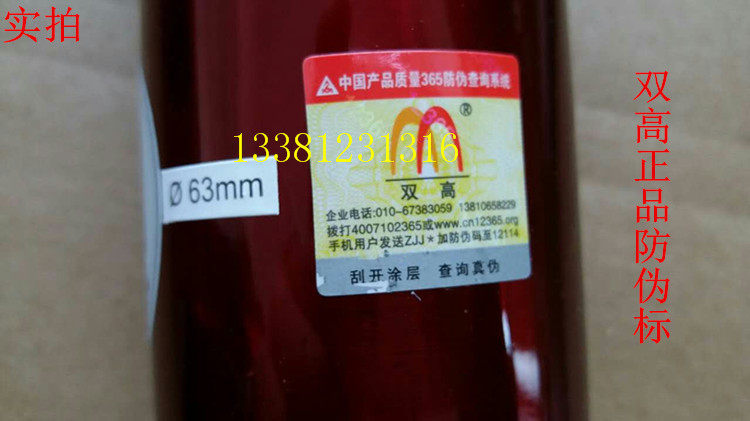 实拍
中国产品质量365防伪查询系统
®
13381231316
双高
Ø 63mm
企业电话:010-67383059 13810658229
拨打4007102365或www.cn12365.org
手机用户发送ZJJ*加防伪码至12114
刮开涂层 查询真伪
双高正品防伪标